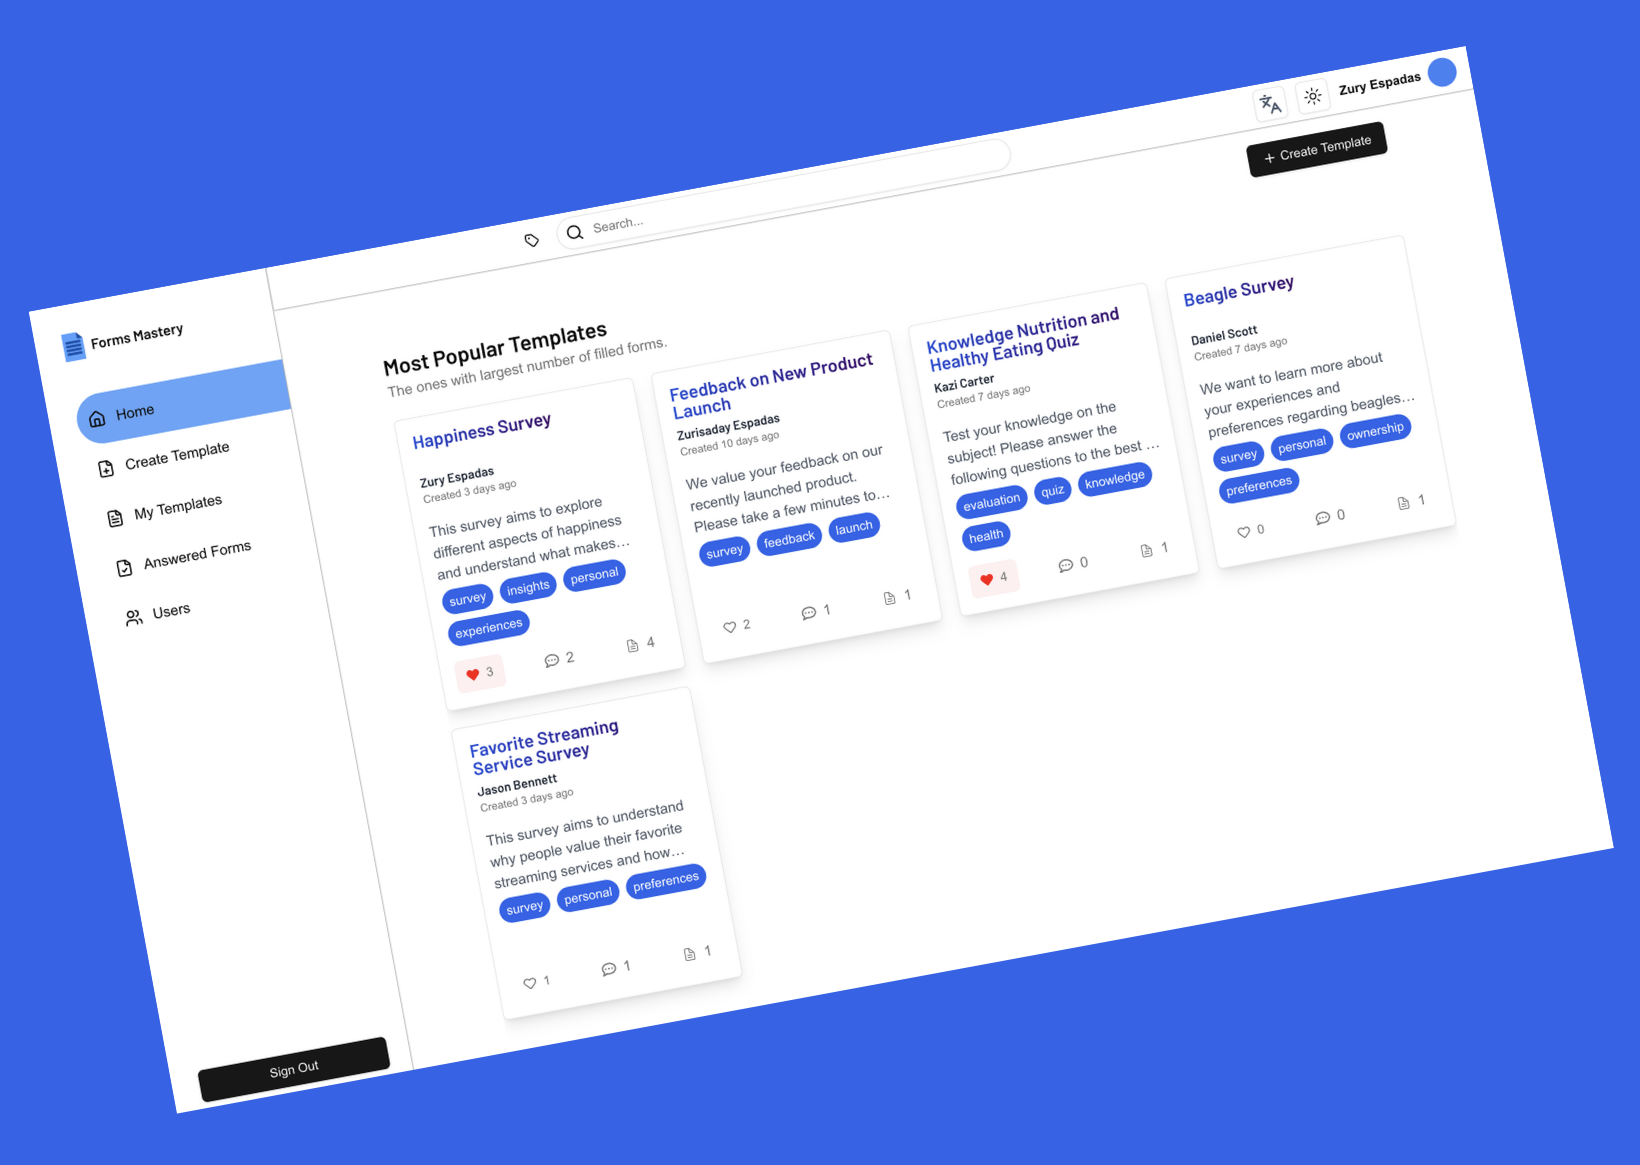 Zury Espadas
+ Create Template
Search...
Forms Mastery
Home
Create Template
My Templates
Answered Forms
Users
Sign Out
Most Popular Templates
The ones with largest number of filled forms.
Happiness Survey
Zury Espadas
Created 3 days ago
This survey aims to explore
different aspects of happiness
and understand what makes...
survey insights personal
experiences
3 2 4
Feedback on New Product
Launch
Zurisaday Espadas
Created 10 days ago
We value your feedback on our
recently launched product.
Please take a few minutes to...
survey feedback launch
2 1 1
Knowledge Nutrition and
Healthy Eating Quiz
Kazi Carter
Created 7 days ago
Test your knowledge on the
subject! Please answer the
following questions to the best ...
evaluation quiz knowledge
health
4 0 1
Beagle Survey
Daniel Scott
Created 7 days ago
We want to learn more about
your experiences and
preferences regarding beagles...
survey personal ownership
preferences
0 0 1
Favorite Streaming
Service Survey
Jason Bennett
Created 3 days ago
This survey aims to understand
why people value their favorite
streaming services and how...
survey personal preferences
1 1 1